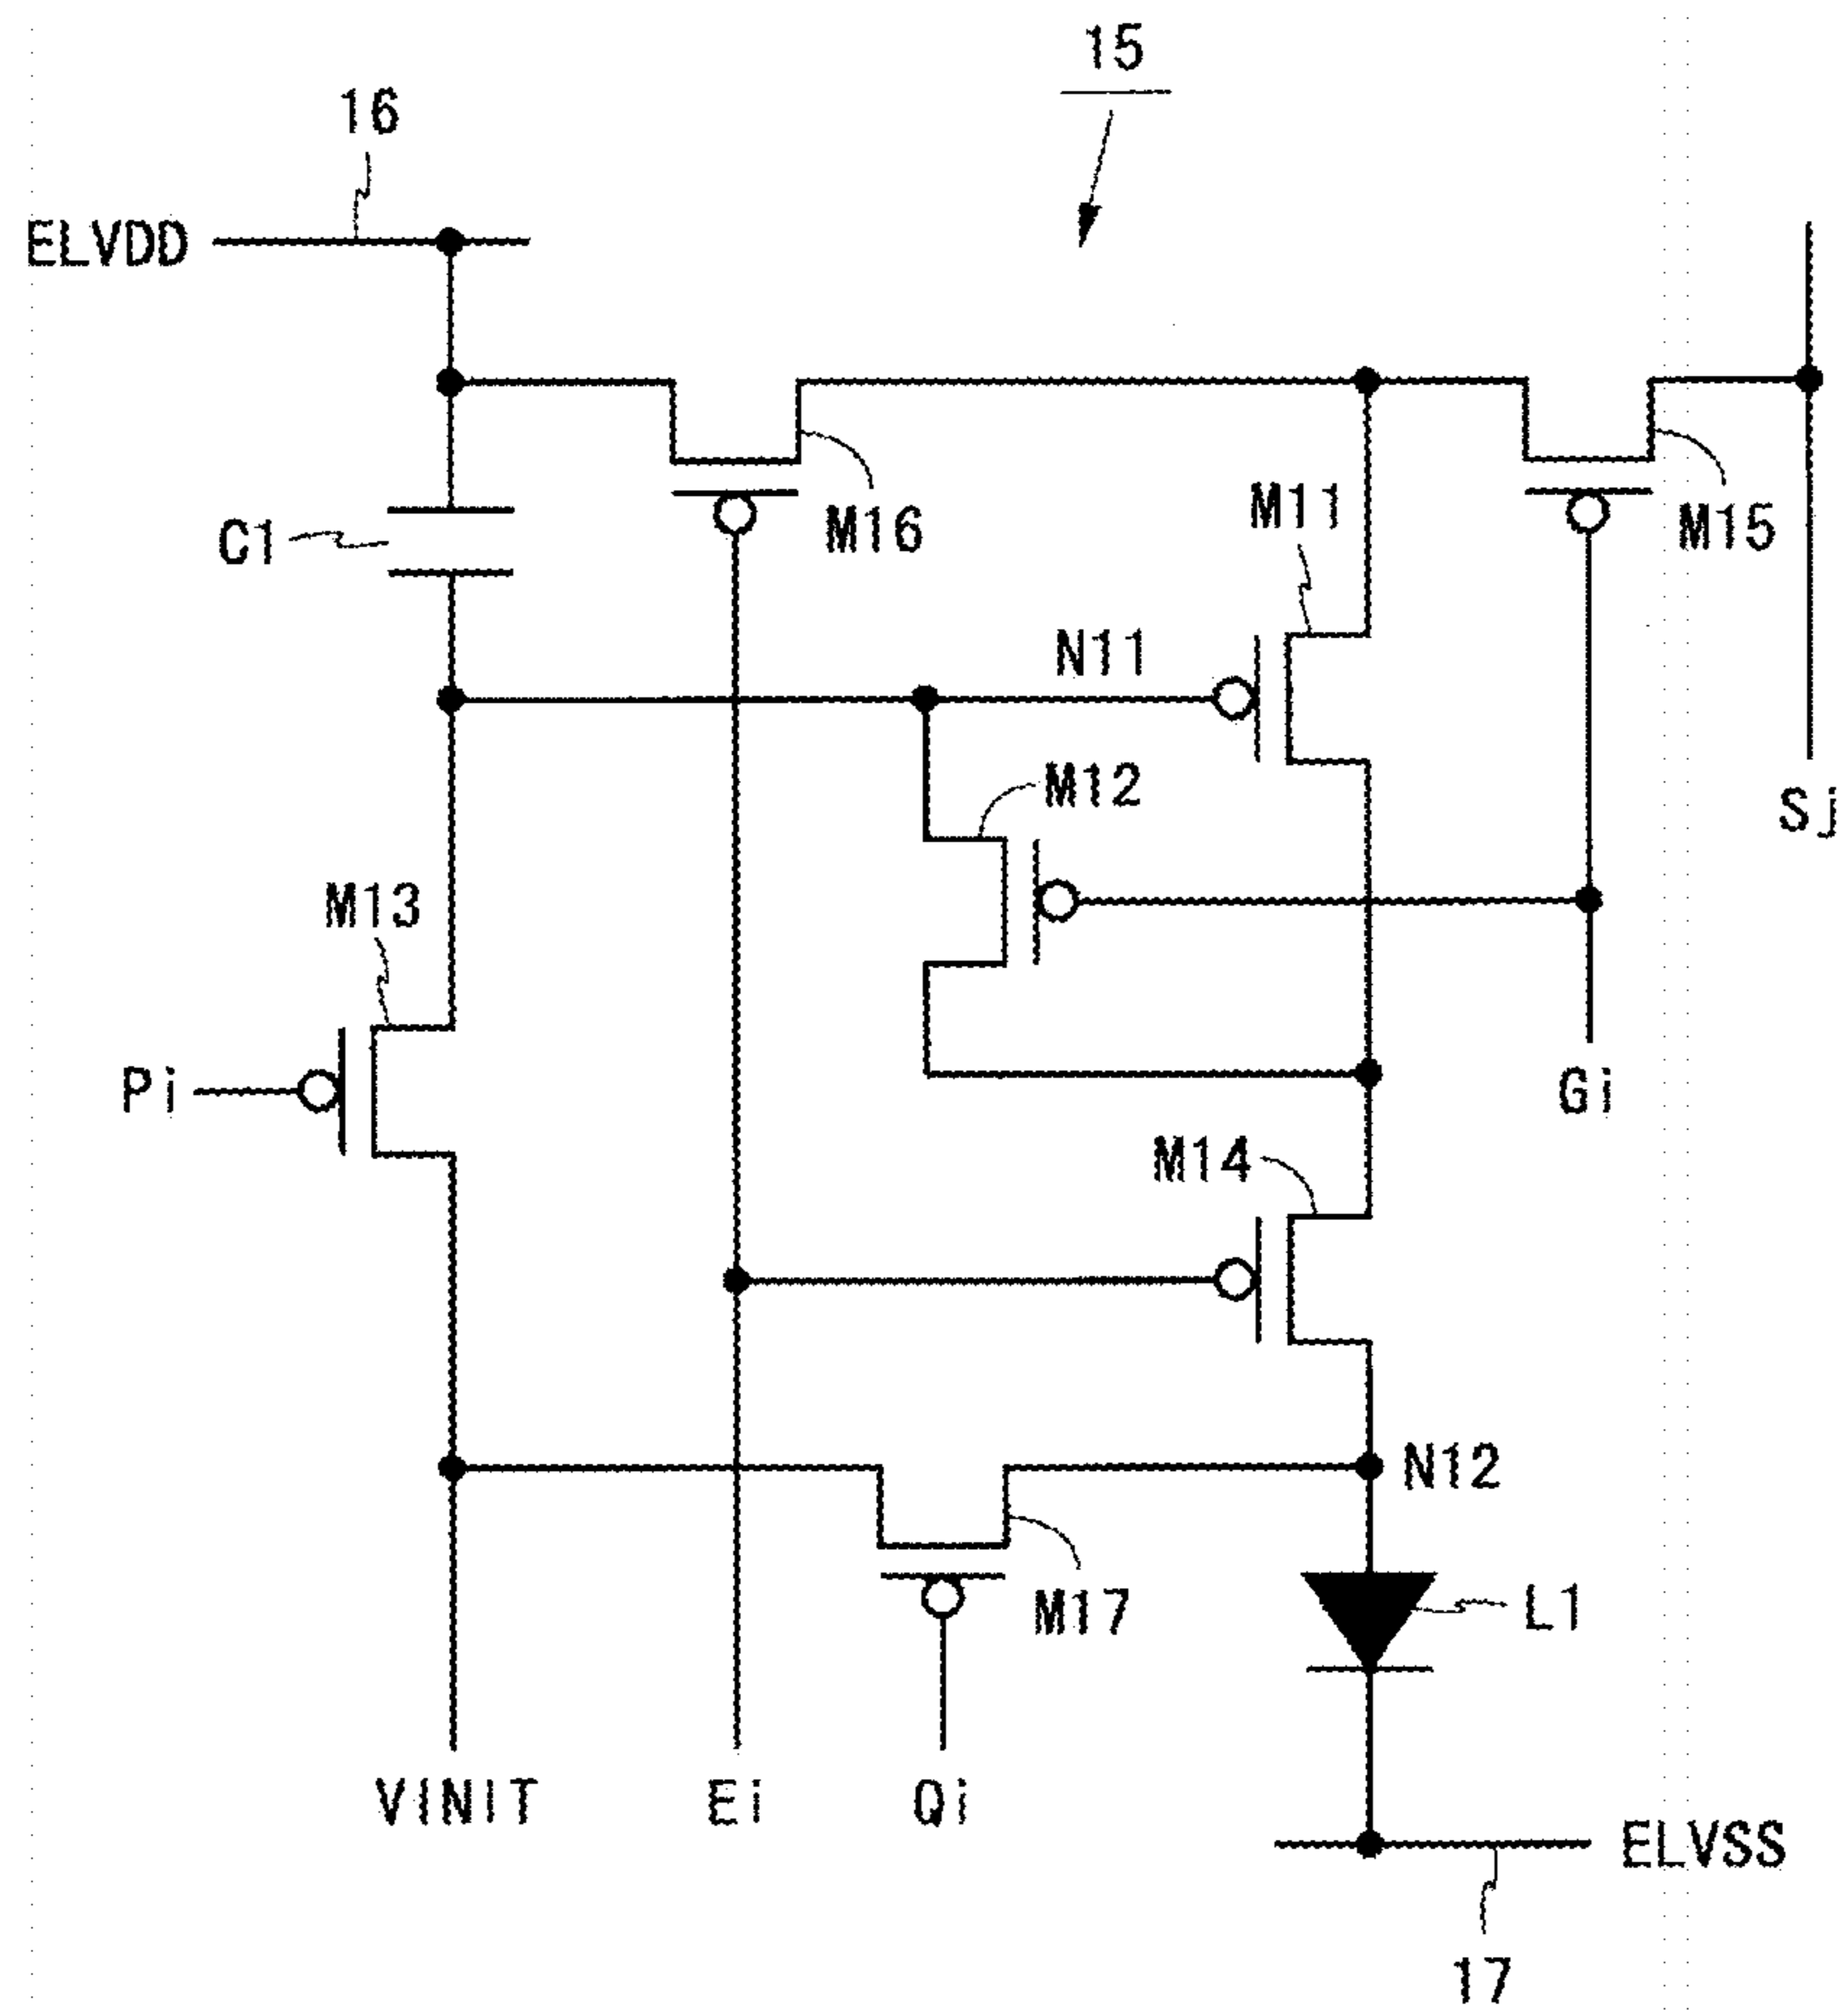 15
16
ELVDD
C1
M16
M11
M15
N11
M12
Sj
M13
Pi
Gi
M14
N12
M17
L1
VINIT
Ei
Qi
ELVSS
17